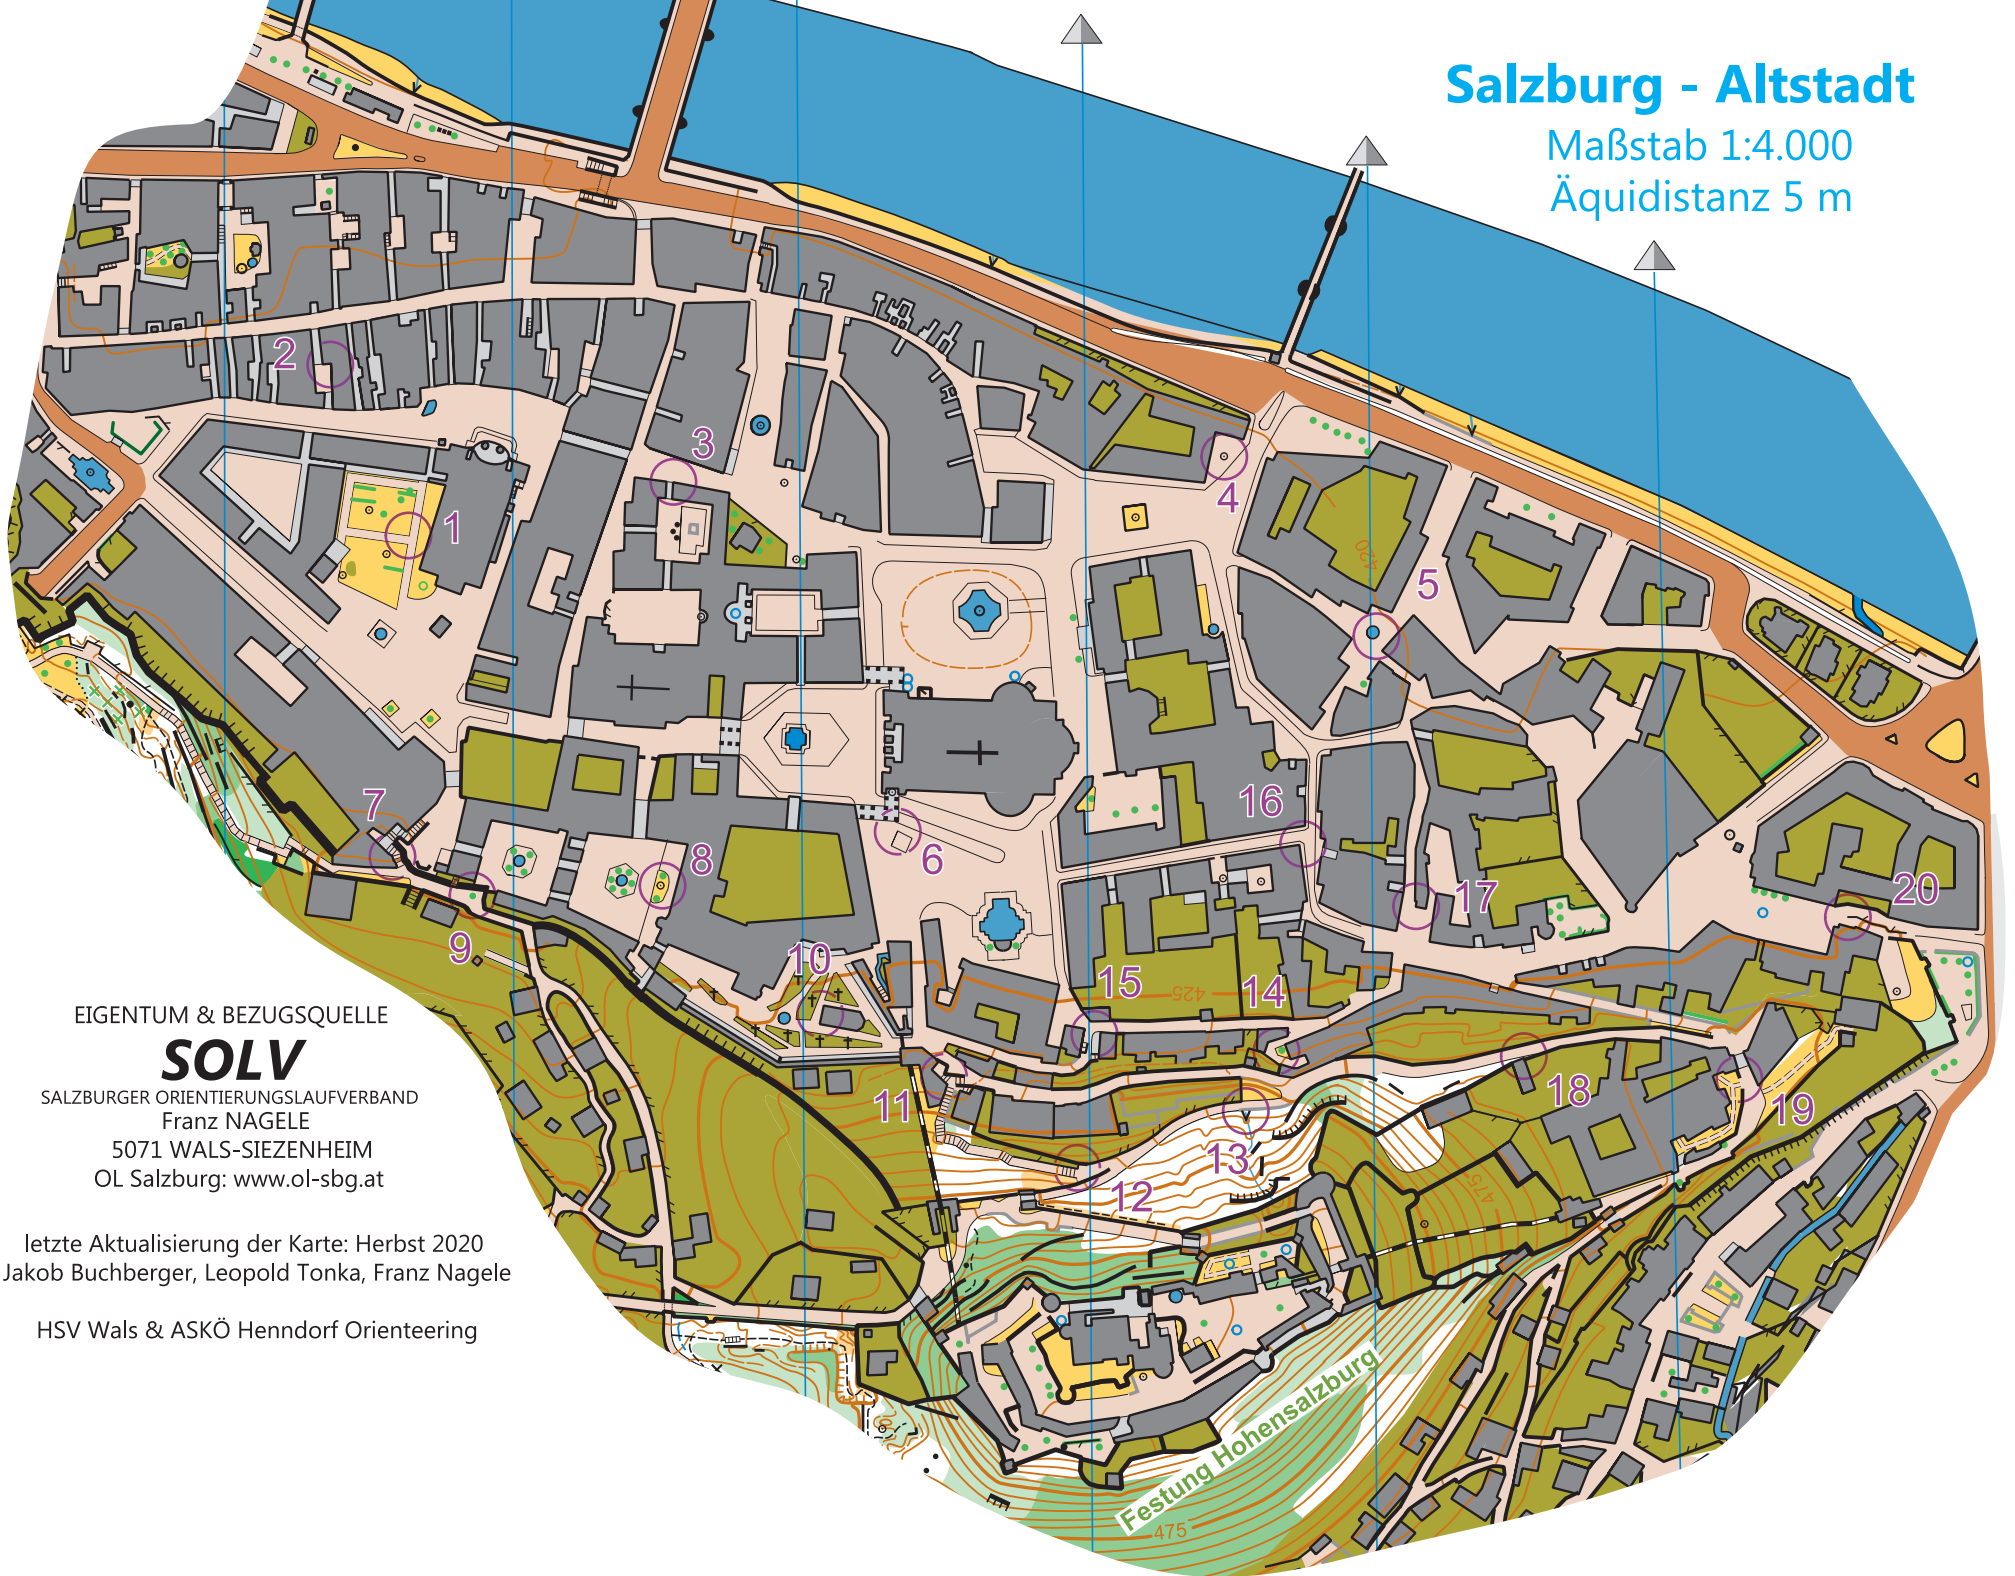 Salzburg - Altstadt
Maßstab 1:4.000
Äquidistanz 5 m
2
3
4
1
420
5
7
16
8
6
17
20
9
10
15
14
425
11
18
19
13
12
475
EIGENTUM & BEZUGSQUELLE
SOLV
SALZBURGER ORIENTIERUNGSLAUFVERBAND
Franz NAGELE
5071 WALS-SIEZENHEIM
OL Salzburg: www.ol-sbg.at
letzte Aktualisierung der Karte: Herbst 2020
Jakob Buchberger, Leopold Tonka, Franz Nagele
HSV Wals & ASKÖ Henndorf Orienteering
Festung Hohensalzburg
475